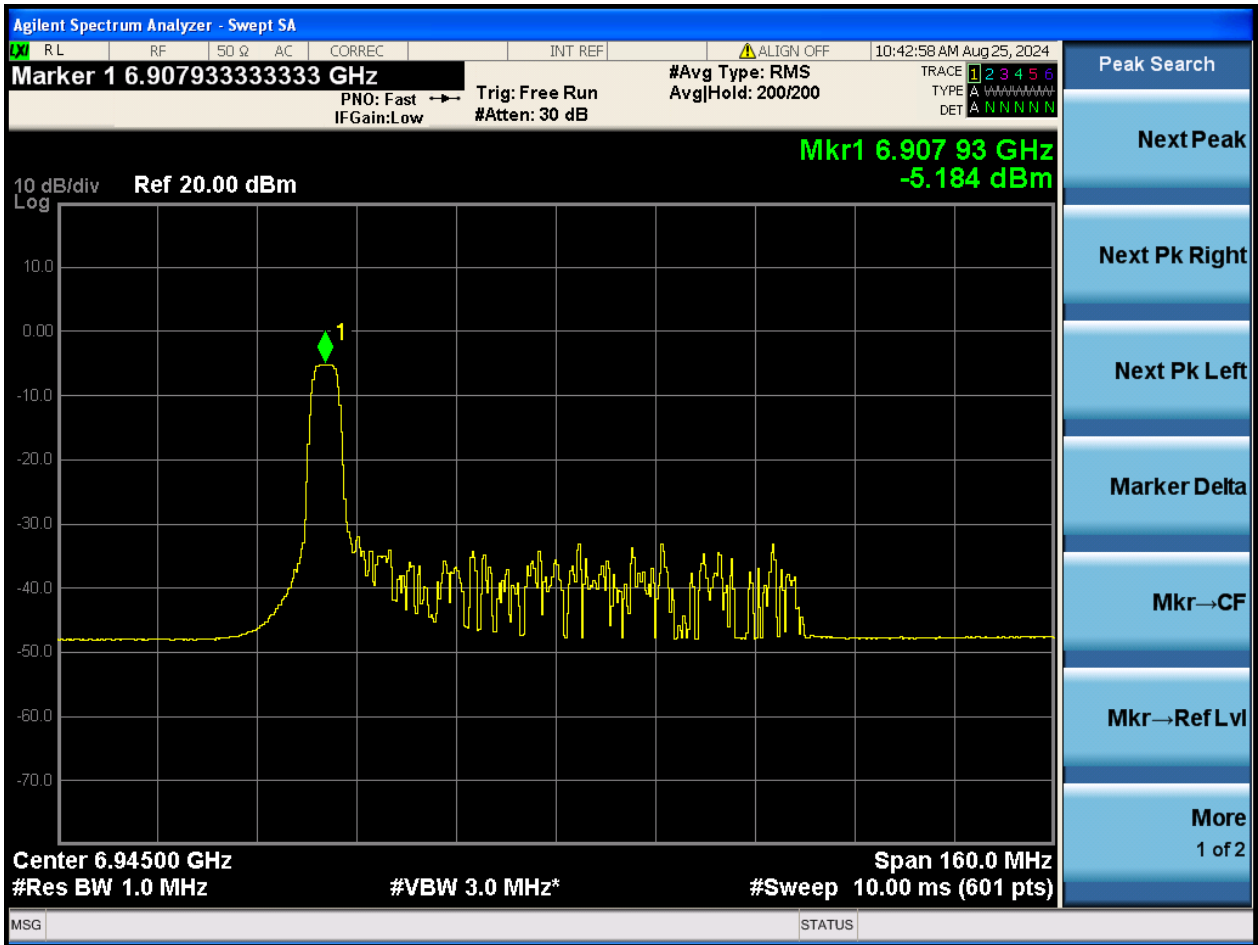 Agilent Spectrum Analyzer - Swept SA
LXI RL RF 50 Ω AC CORREC INT REF ALIGN OFF 10:42:58 AM Aug 25, 2024
Marker 1 6.907933333333 GHz
PNO: Fast
IFGain:Low
Trig: Free Run
#Atten: 30 dB
#Avg Type: RMS
Avg|Hold: 200/200
TRACE 1 2 3 4 5 6
TYPE A WWWWW
DET A N N N N N
Mkr1 6.907 93 GHz
-5.184 dBm
10 dB/div Ref 20.00 dBm
Log
10.0
0.00
-10.0
-20.0
-30.0
-40.0
-50.0
-60.0
-70.0
1
Center 6.94500 GHz Span 160.0 MHz
#Res BW 1.0 MHz #VBW 3.0 MHz* #Sweep 10.00 ms (601 pts)
MSG STATUS
Peak Search
Next Peak
Next Pk Right
Next Pk Left
Marker Delta
Mkr→CF
Mkr→Ref Lvl
More
1 of 2